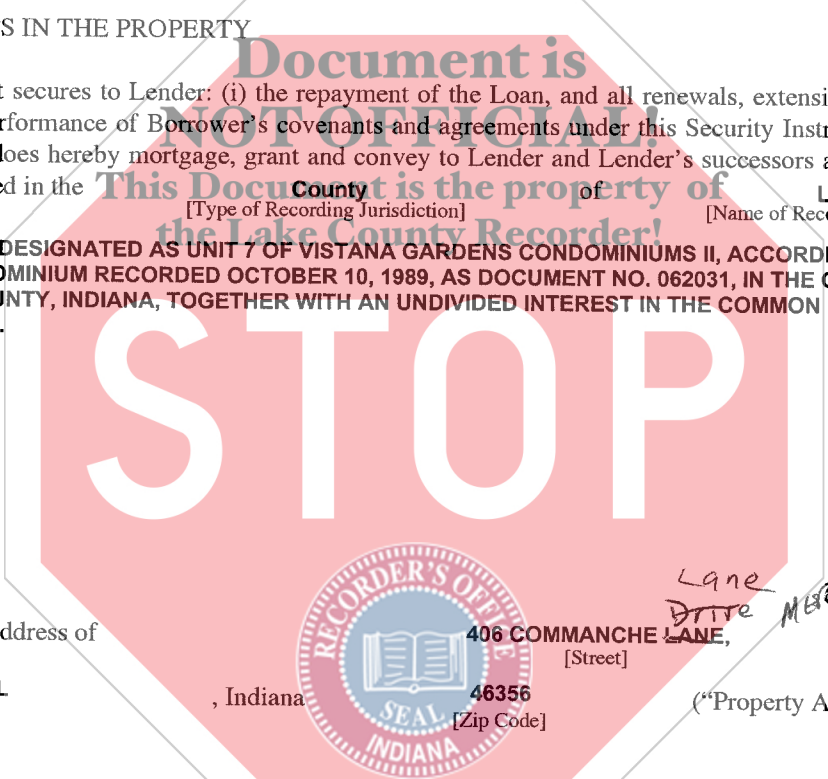 S IN THE PROPERTY
Document is
t secures to Lender: (i) the repayment of the Loan, and all renewals, extensi
NOT OFFICIAL!
rformance of Borrower's covenants and agreements under this Security Instr
does hereby mortgage, grant and convey to Lender and Lender's successors a
ed in the County of L
This Document is the property of
[Type of Recording Jurisdiction] [Name of Reco
the Lake County Recorder!
DESIGNATED AS UNIT 7 OF VISTANA GARDENS CONDOMINIUMS II, ACCORDI
OMINIUM RECORDED OCTOBER 10, 1989, AS DOCUMENT NO. 062031, IN THE O
UNTY, INDIANA, TOGETHER WITH AN UNDIVIDED INTEREST IN THE COMMON
STOP
Lane
Drive
ddress of 406 COMMANCHE LANE,
[Street]
L , Indiana 46356 ("Property A
[Zip Code]
RECORDER'S OFFICE
SEAL
INDIANA